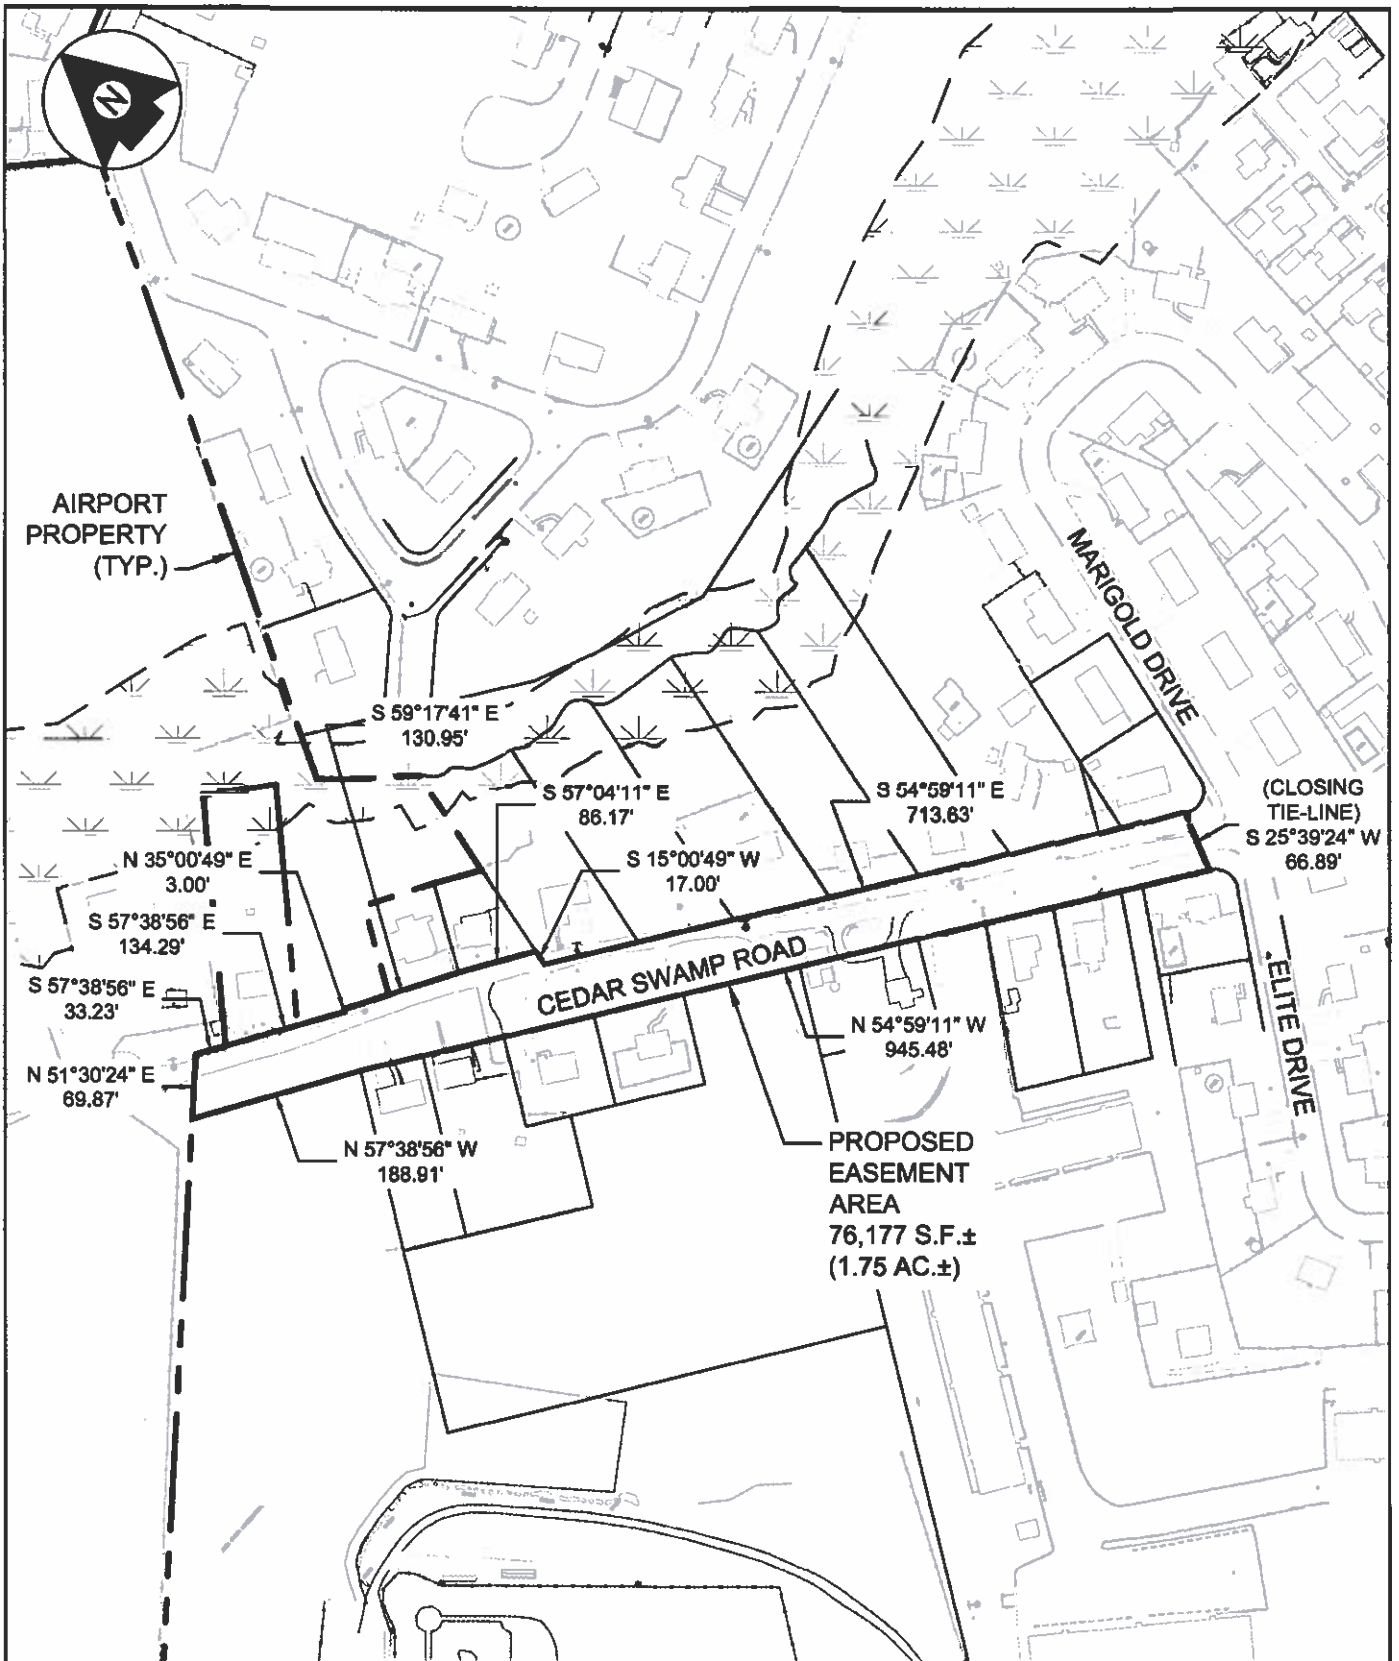 N
AIRPORT
PROPERTY
(TYP.)
MARIGOLD DRIVE
S 59°17'41" E
130.95'
S 57°04'11" E
86.17'
S 54°59'11" E
713.63'
(CLOSING
TIE-LINE)
S 25°39'24" W
66.89'
N 35°00'49" E
3.00'
S 15°00'49" W
17.00'
S 57°38'56" E
134.29'
S 57°38'56" E
33.23'
CEDAR SWAMP ROAD
ELITE DRIVE
N 54°59'11" W
945.48'
N 51°30'24" E
69.87'
N 57°38'56" W
188.91'
PROPOSED
EASEMENT
AREA
76,177 S.F.±
(1.75 AC.±)